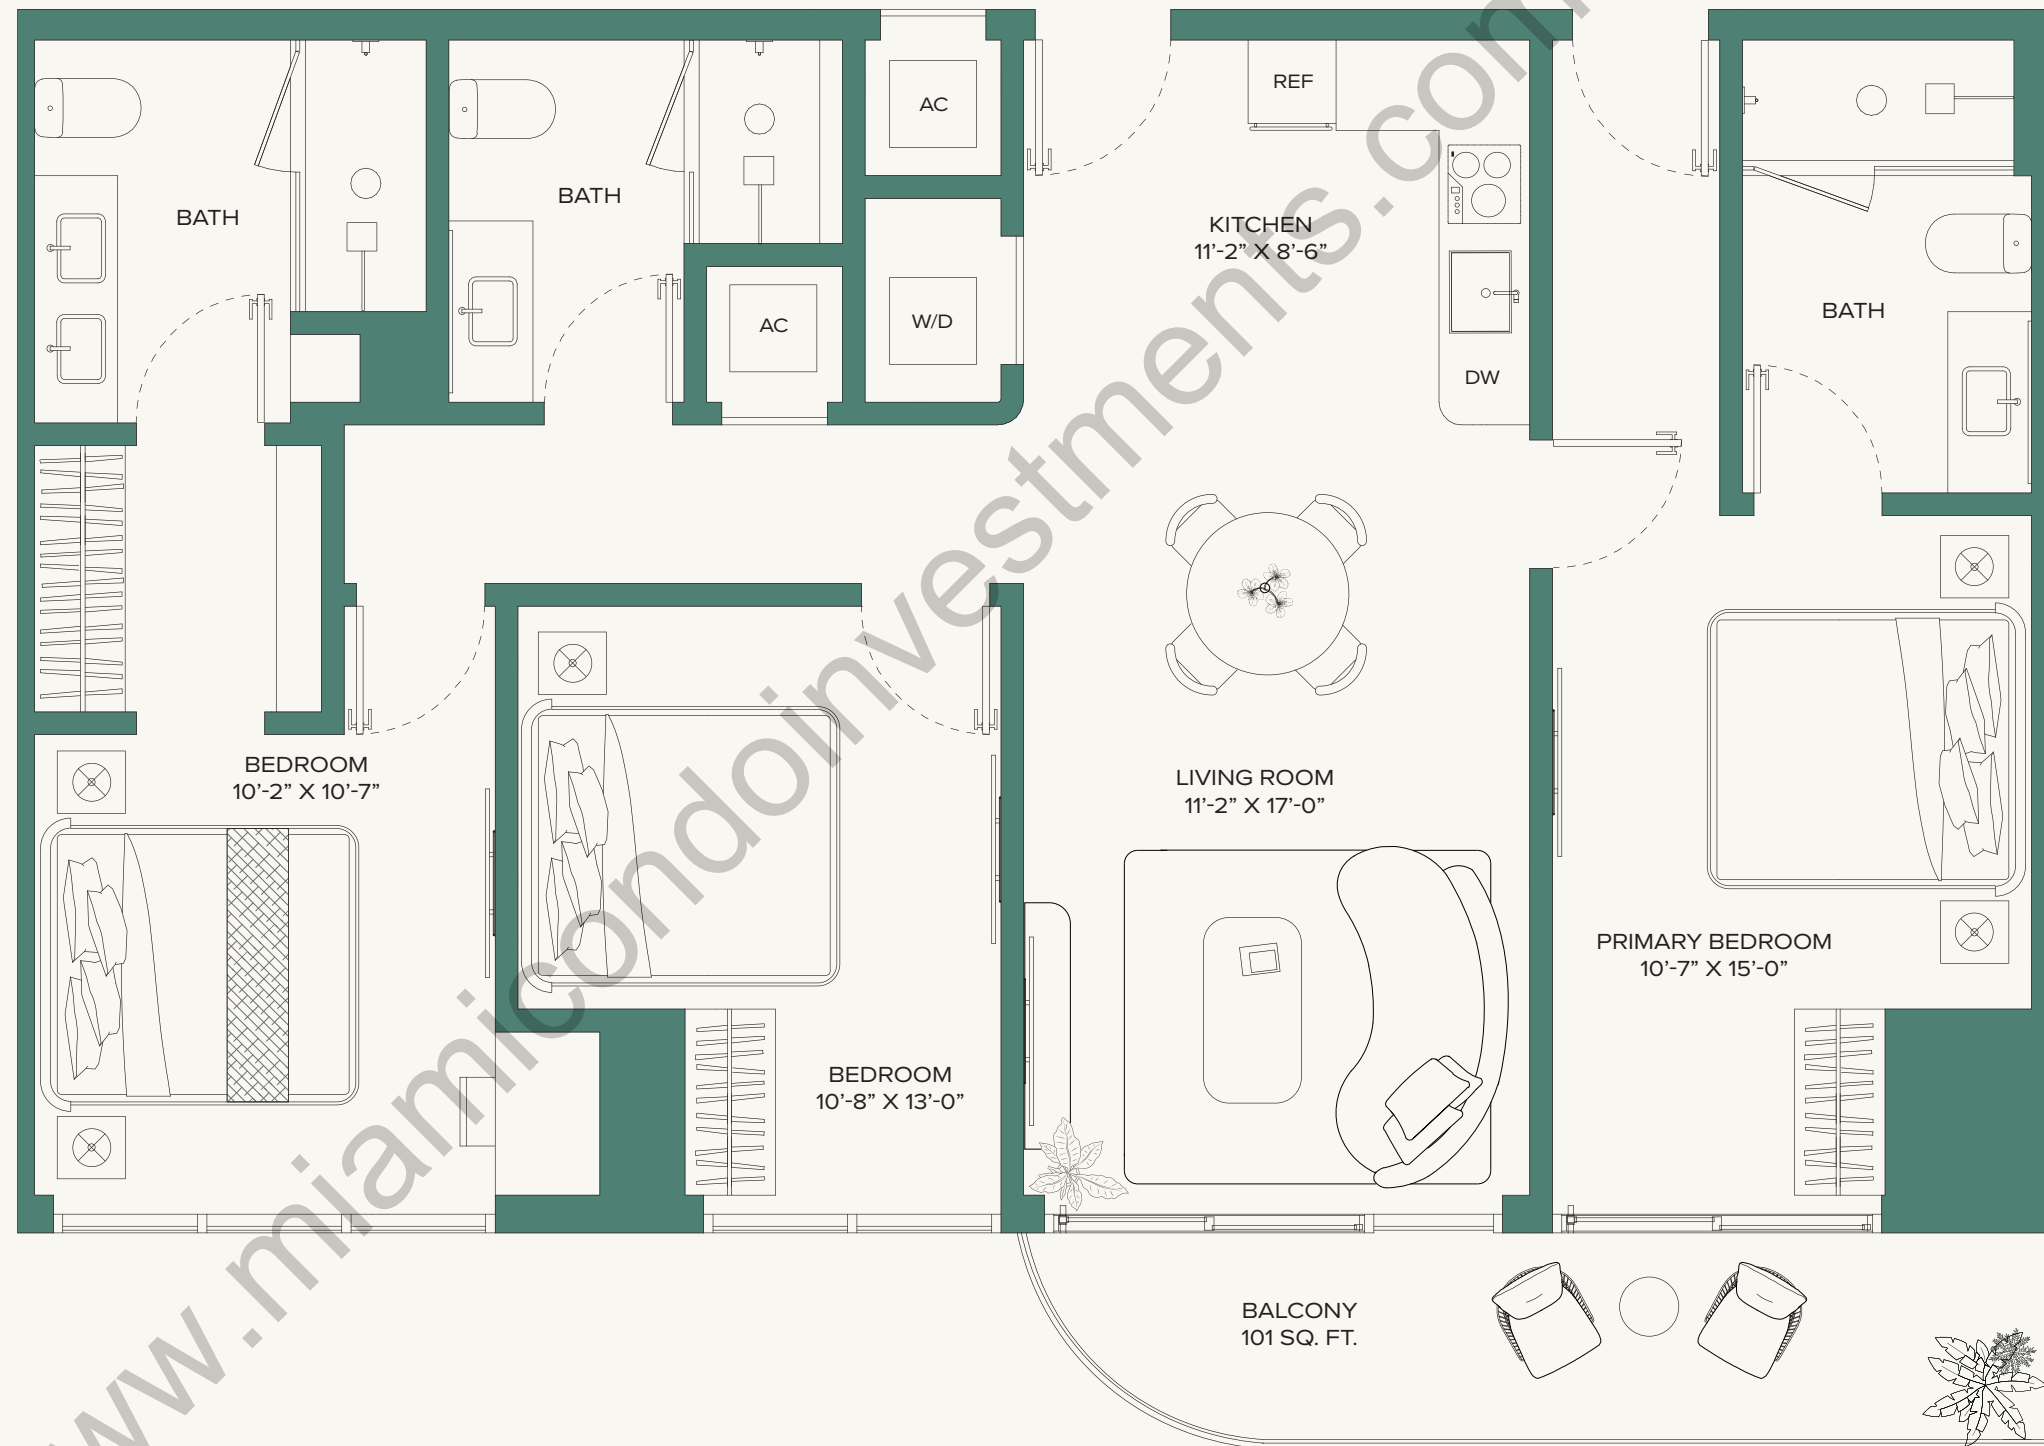 AC
REF
BATH
BATH
KITCHEN
11'-2" X 8'-6"
AC
W/D
BATH
DW
BEDROOM
10'-2" X 10'-7"
LIVING ROOM
11'-2" X 17'-0"
PRIMARY BEDROOM
10'-7" X 15'-0"
BEDROOM
10'-8" X 13'-0"
BALCONY
101 SQ. FT.
ww.miamicondoinvestments.com